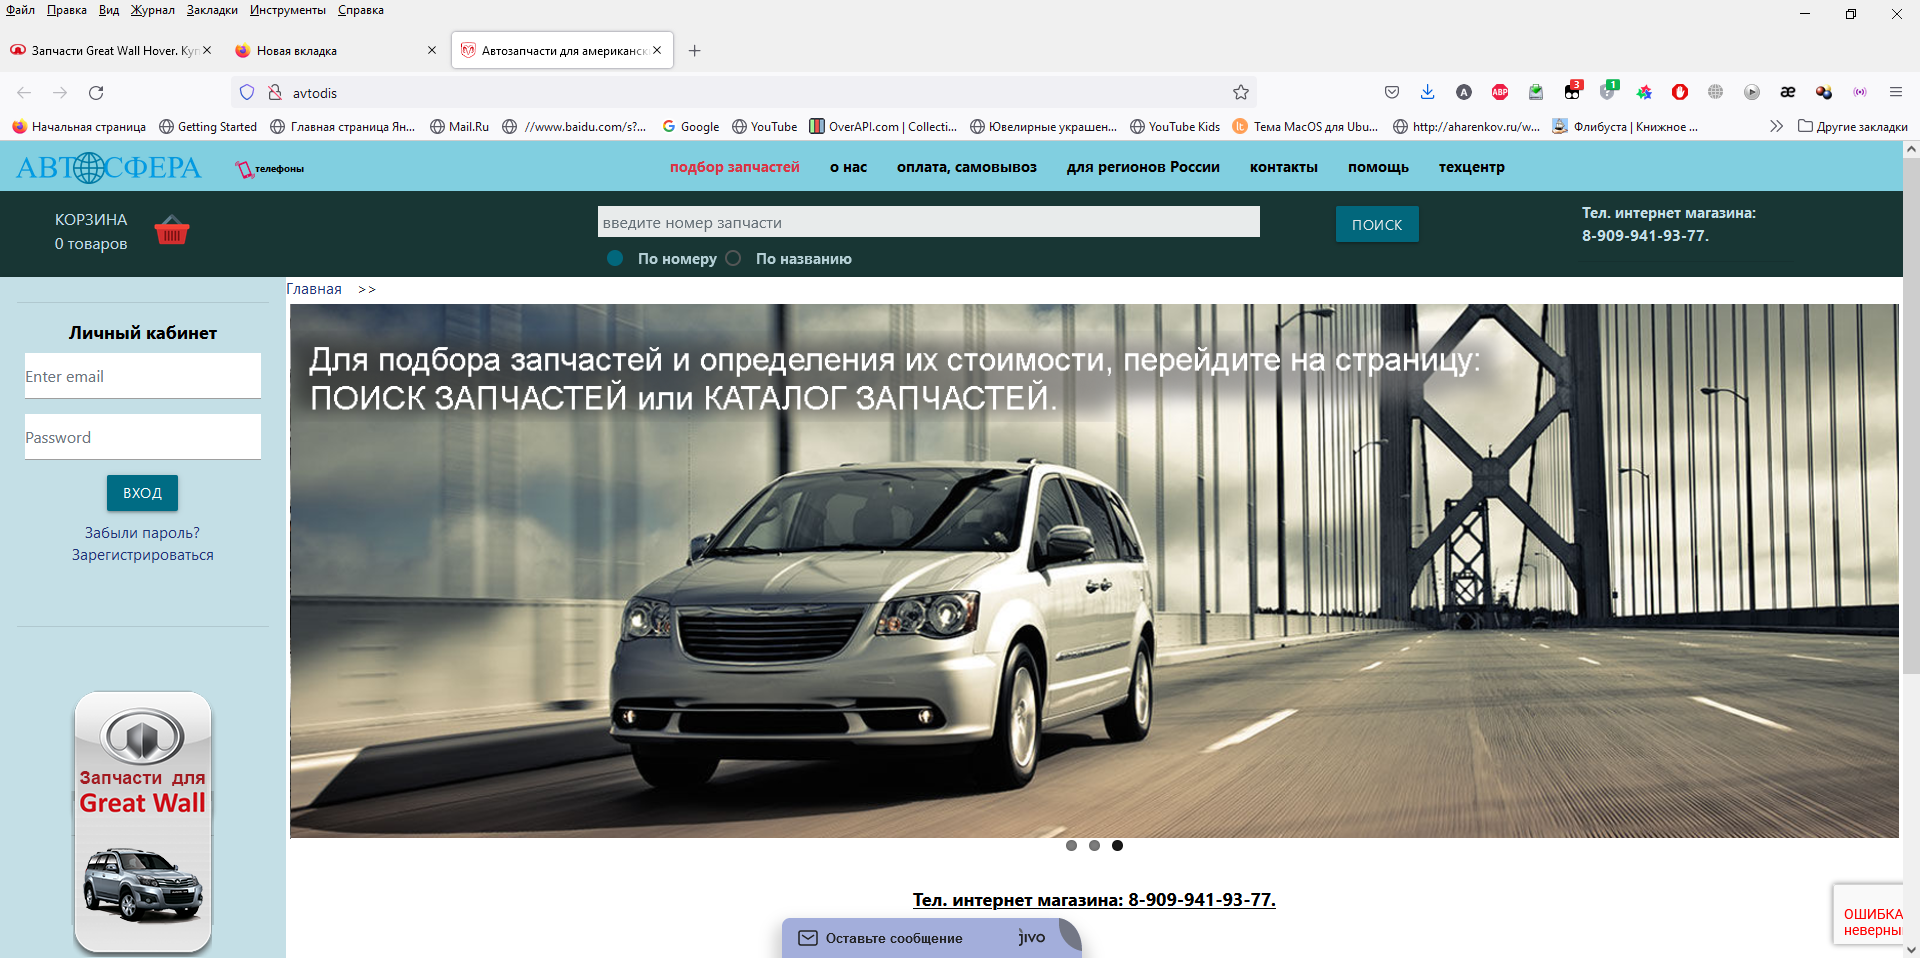 Файл Правка Вид Журнал Закладки Инструменты Справка
Запчасти Great Wall Hover. Куп
Новая вкладка
Автозапчасти для американск
avtodis
3
1
A
ABP
æ
Начальная страница
Getting Started
Главная страница Ян...
Mail.Ru
//www.baidu.com/s?...
Google
YouTube
OverAPI.com | Collecti...
Ювелирные украшен...
YouTube Kids
lt
Тема MacOS для Ubu...
http://aharenkov.ru/w...
Флибуста | Книжное ...
Другие закладки
АВТОСФЕРА
телефоны
подбор запчастей
о нас
оплата, самовывоз
для регионов России
контакты
помощь
техцентр
КОРЗИНА
0 товаров
введите номер запчасти
По номеру
По названию
ПОИСК
Тел. интернет магазина:
8-909-941-93-77.
Главная >>
Личный кабинет
Enter email
Password
ВХОД
Забыли пароль?
Зарегистрироваться
Запчасти для
Great Wall
Для подбора запчастей и определения их стоимости, перейдите на страницу:
ПОИСК ЗАПЧАСТЕЙ или КАТАЛОГ ЗАПЧАСТЕЙ.
Тел. интернет магазина: 8-909-941-93-77.
Оставьте сообщение
jivo
ОШИБКА
неверны